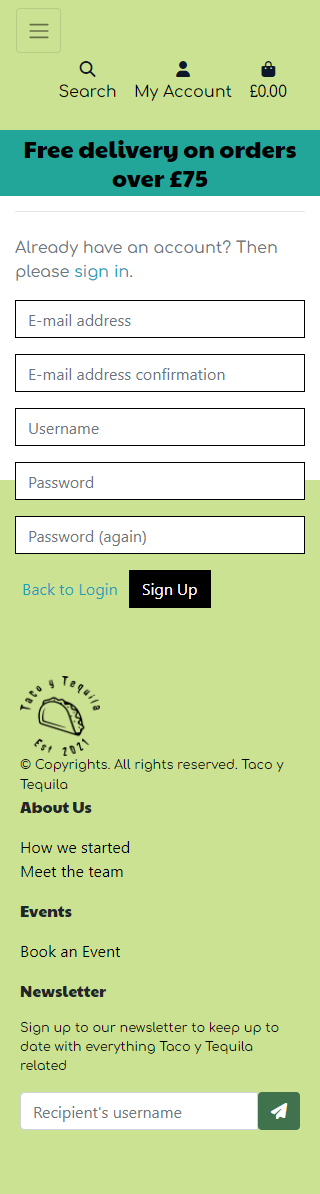 Search My Account £0.00
Free delivery on orders
over £75
Already have an account? Then
please sign in.
E-mail address
E-mail address confirmation
Username
Password
Password (again)
Back to Login Sign Up
Taco y Tequila
Est 2021
© Copyrights. All rights reserved. Taco y
Tequila
About Us
How we started
Meet the team
Events
Book an Event
Newsletter
Sign up to our newsletter to keep up to
date with everything Taco y Tequila
related
Recipient's username